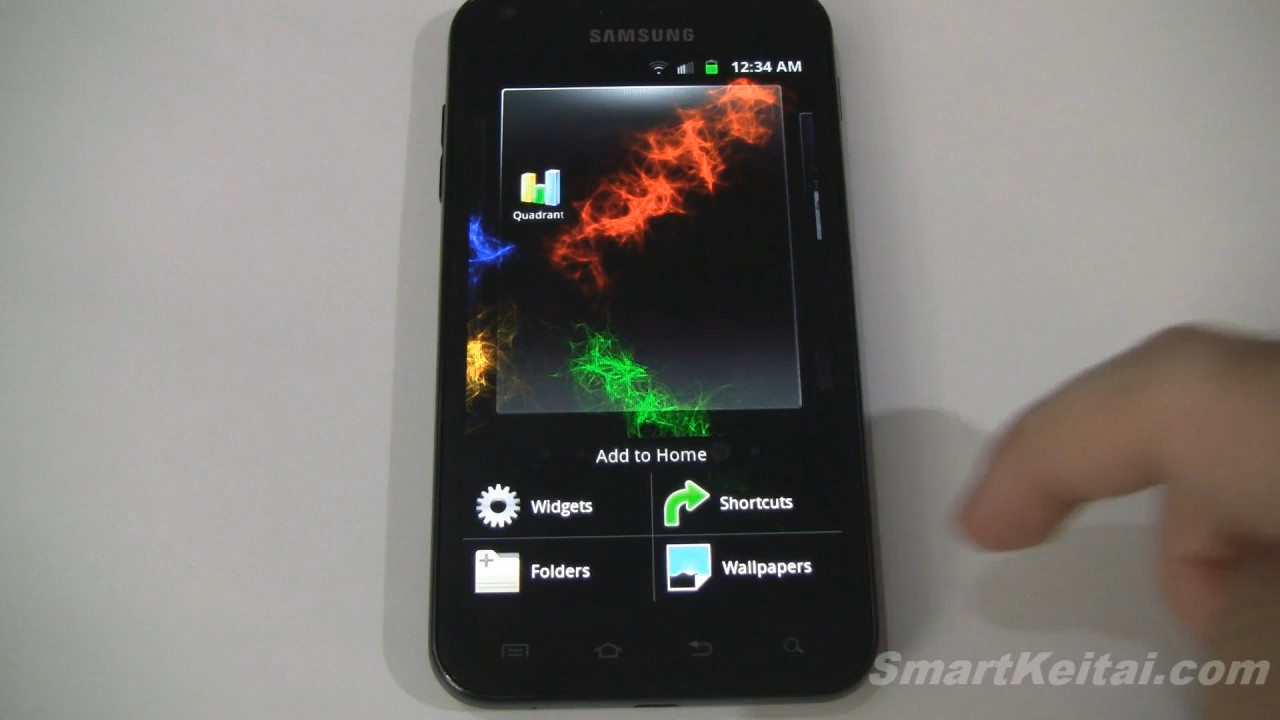 SAMSUNG
12:34 AM
Quadrant
Add to Home
Widgets
Shortcuts
Folders
Wallpapers
SmartKeitai.com